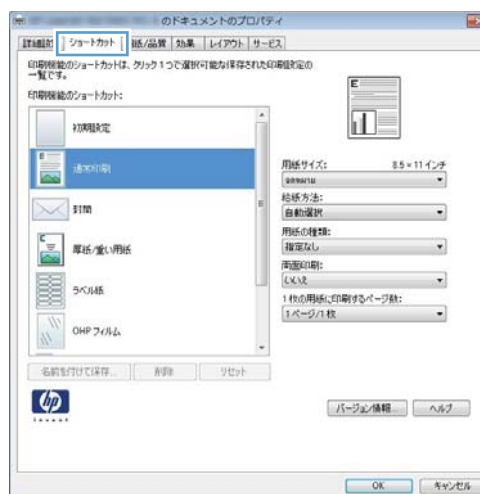 のドキュメントのプロパティ
ショートカット
用紙/品質
効果
レイアウト
サービス
印刷機能のショートカットは、クリック1つで選択可能な保存された印刷設定の
一覧です。
印刷機能のショートカット:
初期設定
通常印刷
封筒
厚紙/重い用紙
ラベル紙
OHP フィルム
名前を付けて保存...
削除
リセット
E
用紙サイズ:
8.5 × 11 インチ
給紙方法:
自動選択
用紙の種類:
指定なし
両面印刷:
いいえ
1 枚の用紙に印刷するページ数:
1 ページ/1 枚
hp
invent
バージョン情報...
ヘルプ
OK
キャンセル